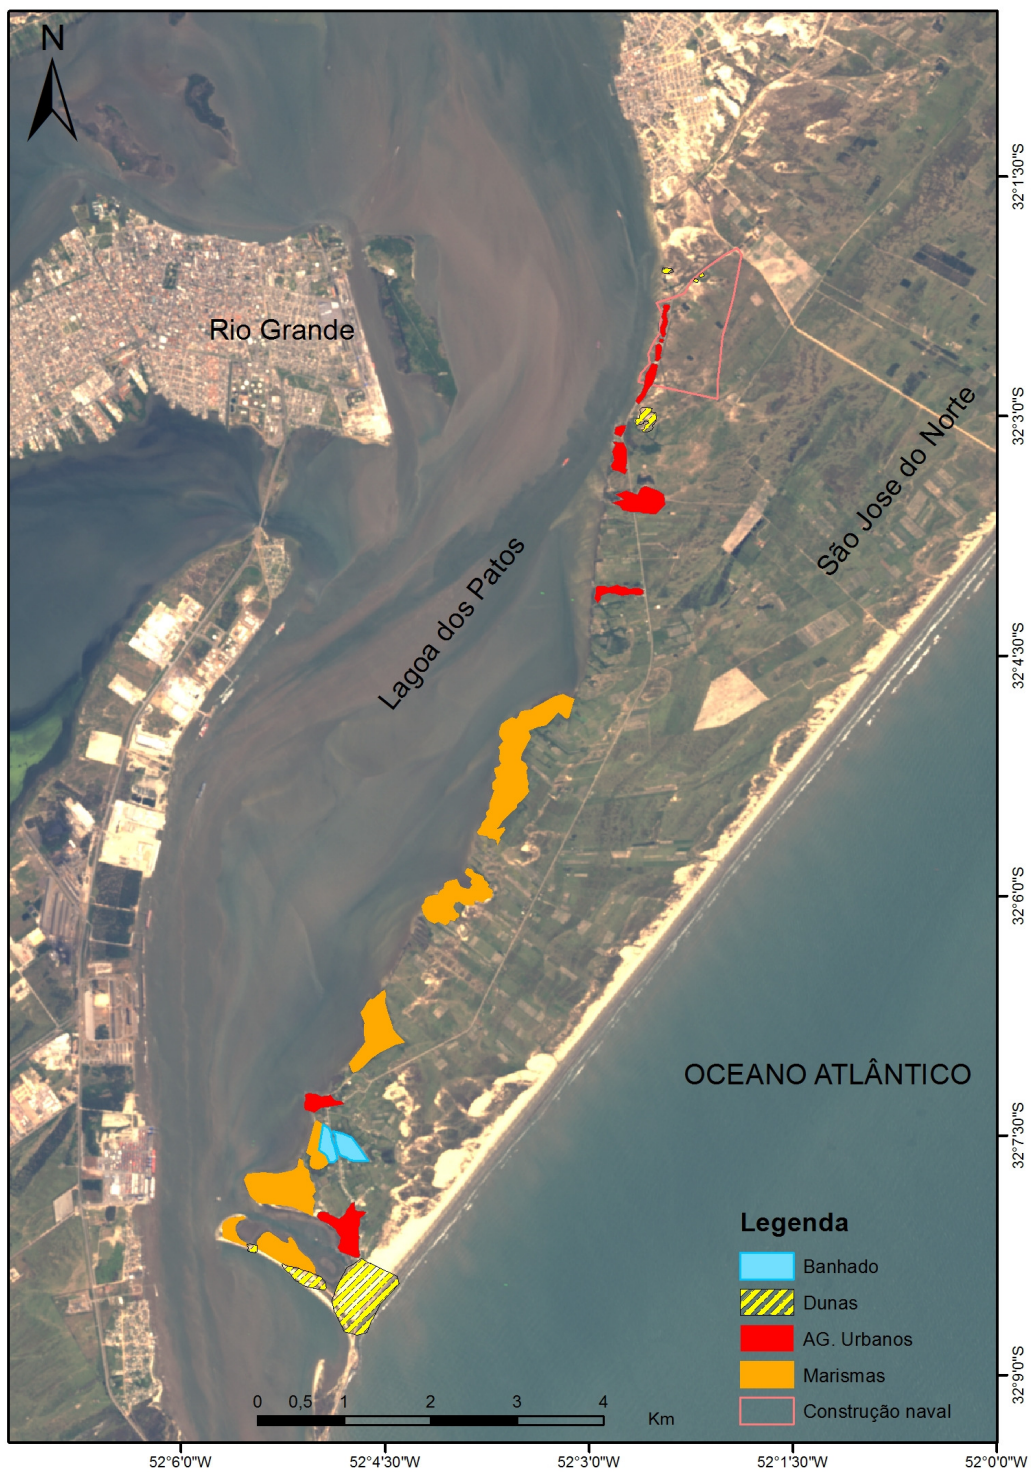 N
32°1'30"S
Rio Grande
32°3'0"S
São Jose do Norte
Lagoa dos Patos
32°4'30"S
32°6'0"S
OCEANO ATLÂNTICO
32°7'30"S
Legenda
Banhado
Dunas
AG. Urbanos
Marismas
Construção naval
32°9'0"S
0 0,5 1 2 3 4
Km
52°6'0"W 52°4'30"W 52°3'0"W 52°1'30"W 52°0'0"W